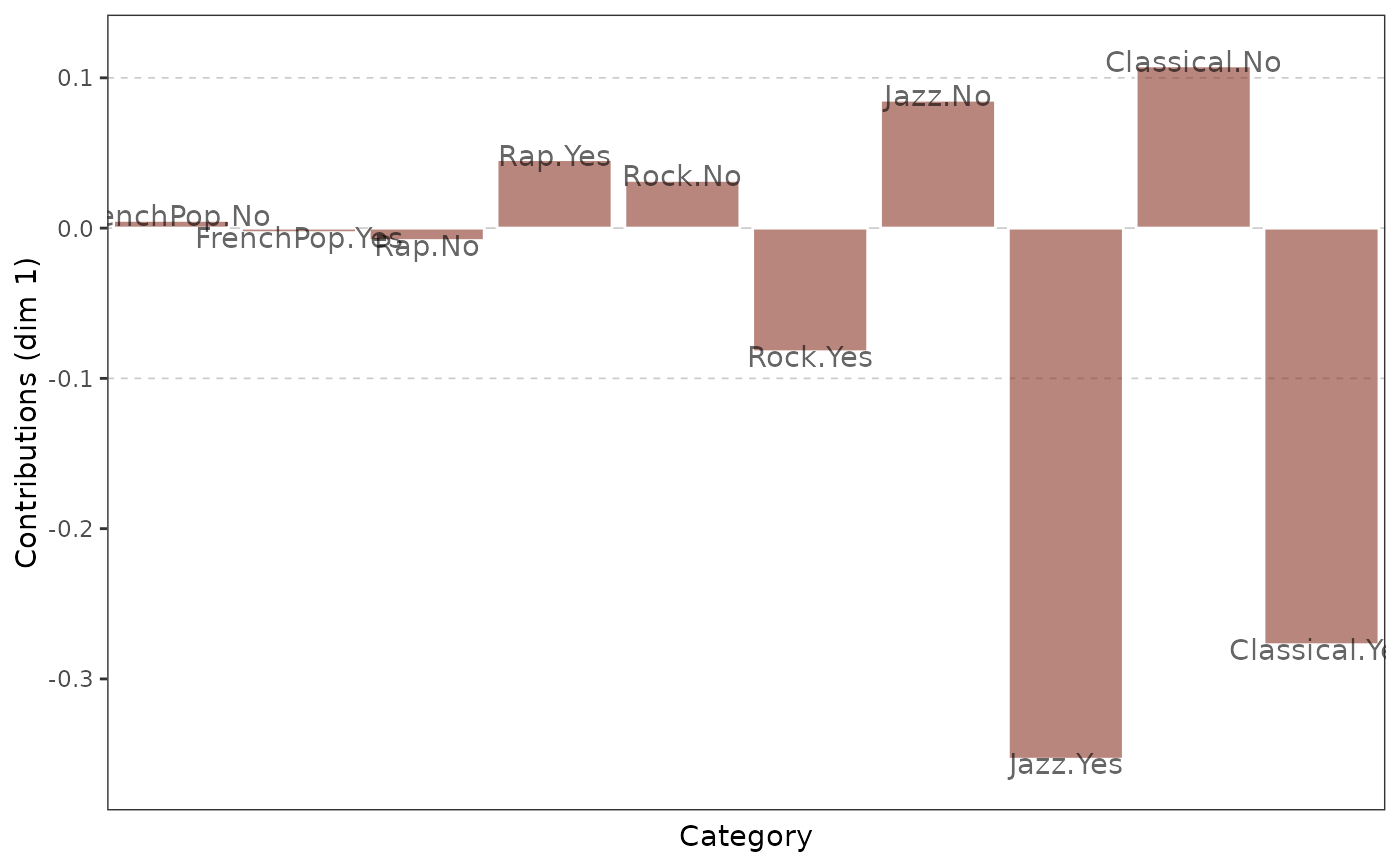 Classical.No
0.1
Jazz.No
Rap.Yes
Rock.No
enchPop.No
0.0
FrenchPop.Yes
Rap.No
Rock.Yes
-0.1
Contributions (dim 1)
-0.2
Classical.Ye
-0.3
Jazz.Yes
Category